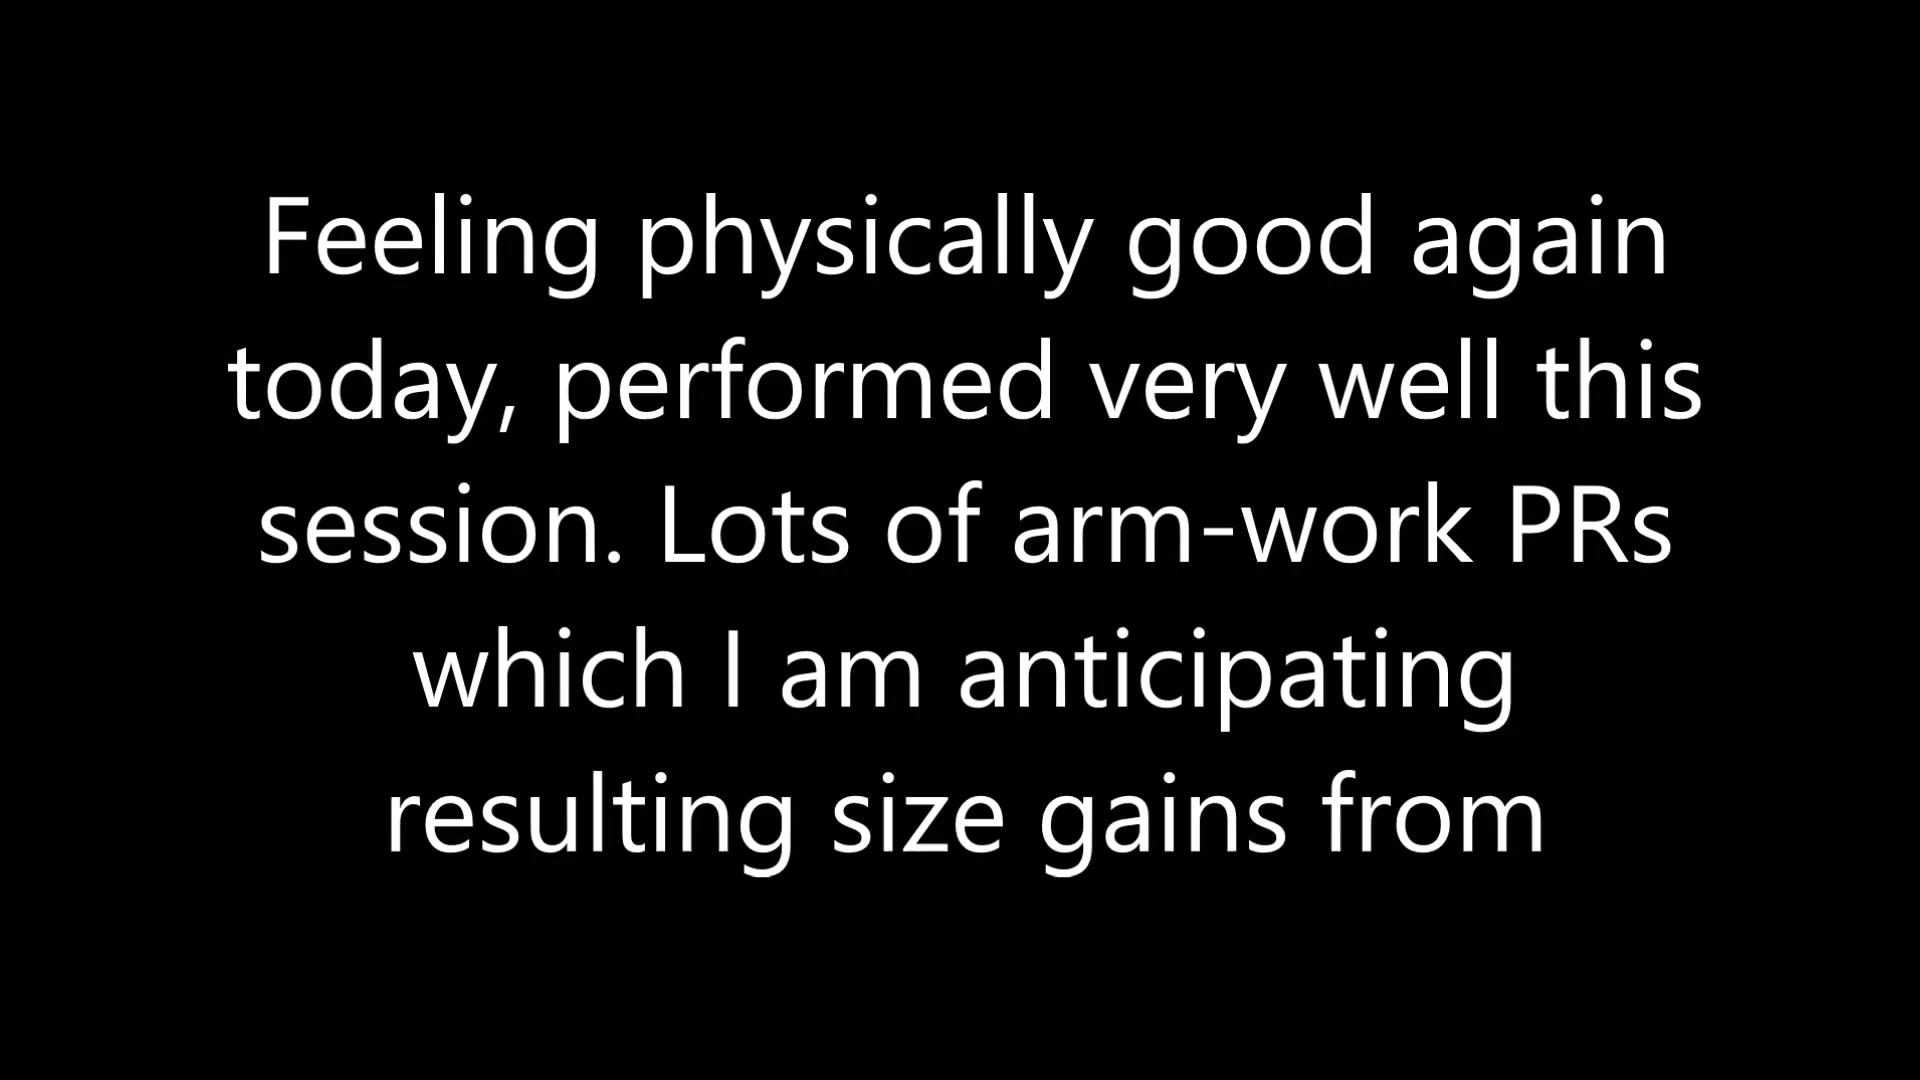 Feeling physically good again
today, performed very well this
session. Lots of arm-work PRs
which I am anticipating
resulting size gains from